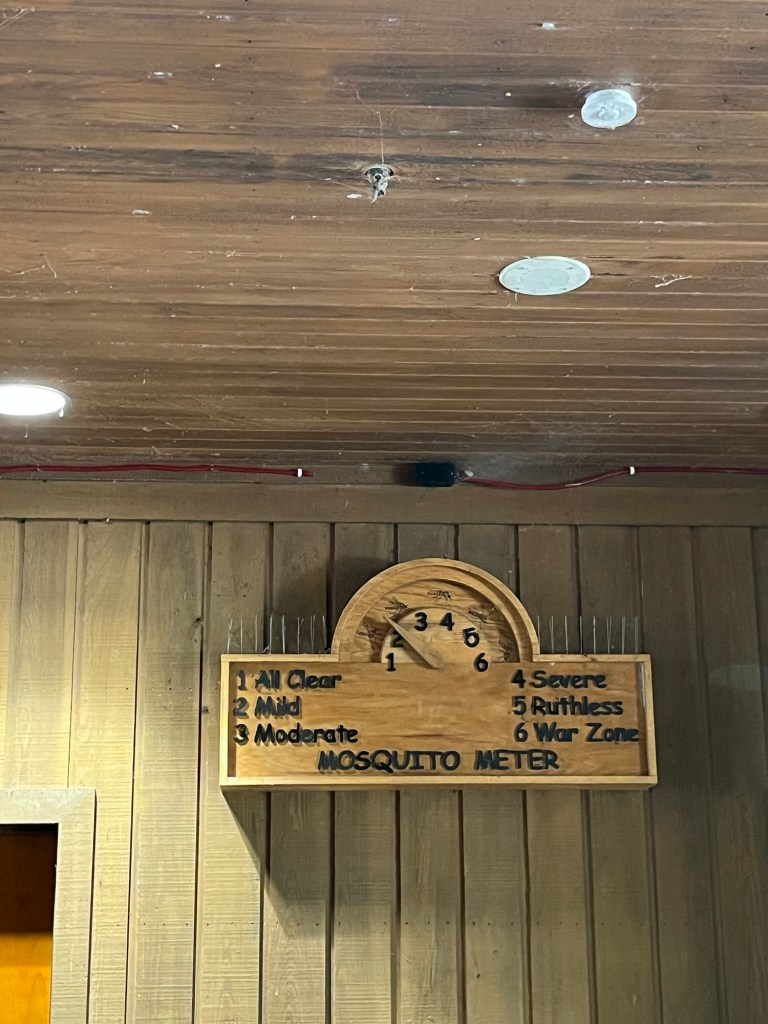 1 2 3 4 5 6
1 All Clear
2 Mild
3 Moderate
4 Severe
5 Ruthless
6 War Zone
MOSQUITO METER